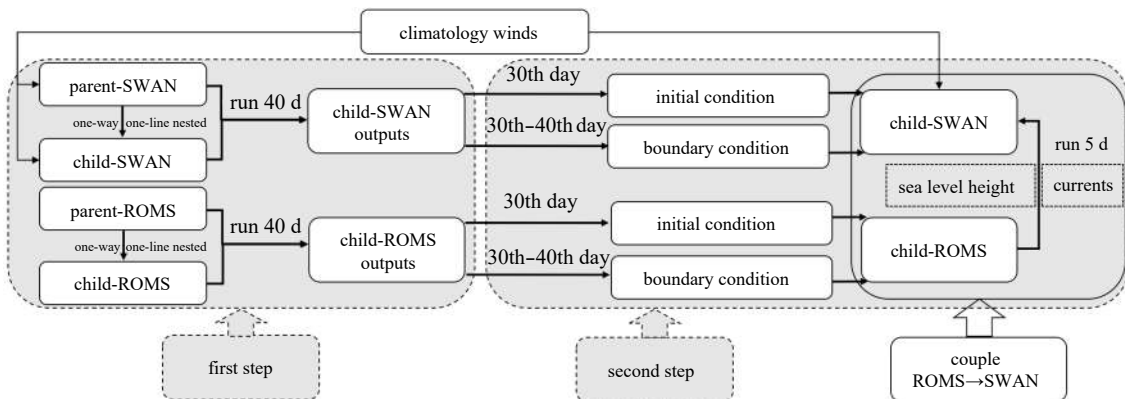 climatology winds
parent-SWAN
one-way one-line nested
child-SWAN
run 40 d
child-SWAN
outputs
parent-ROMS
one-way one-line nested
child-ROMS
run 40 d
child-ROMS
outputs
30th day
initial condition
30th–40th day
boundary condition
30th day
initial condition
30th–40th day
boundary condition
child-SWAN
run 5 d
sea level height
currents
child-ROMS
first step
second step
couple
ROMS→SWAN